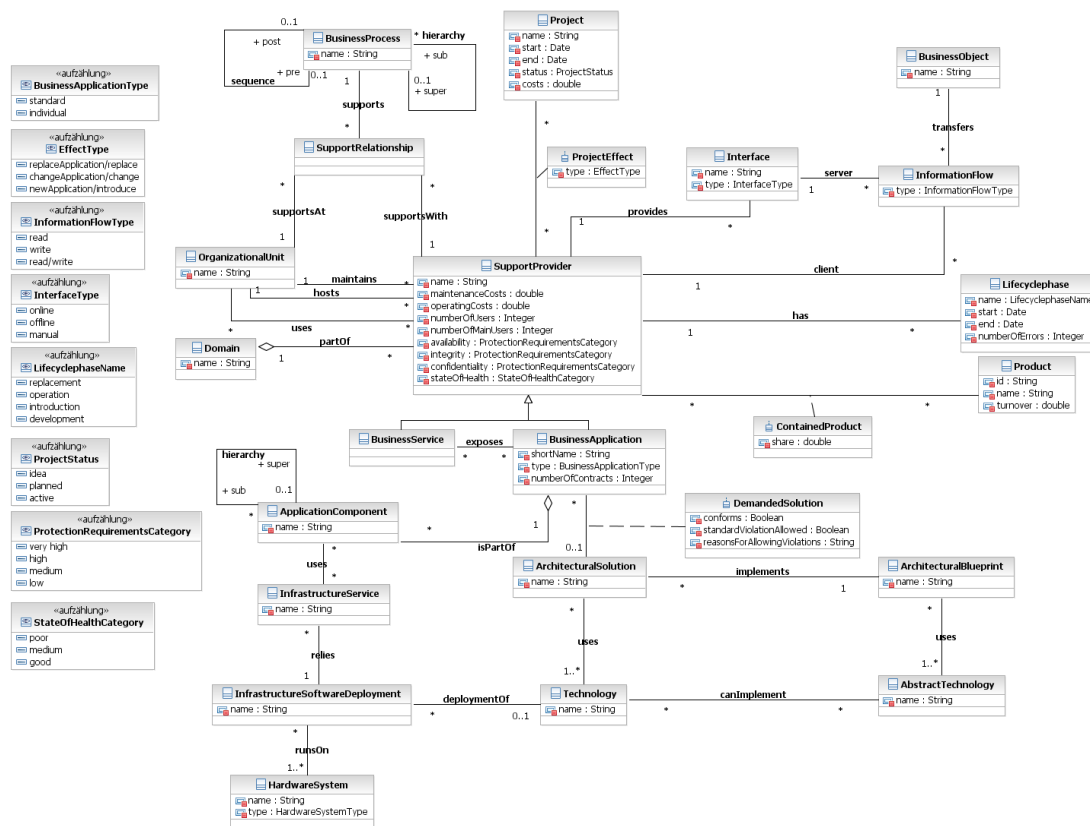 «aufzählung»
BusinessApplicationType
standard
individual
«aufzählung»
EffectType
replaceApplication/replace
changeApplication/change
newApplication/introduce
«aufzählung»
InformationFlowType
read
write
read/write
«aufzählung»
InterfaceType
online
offline
manual
«aufzählung»
LifecyclephaseName
replacement
operation
introduction
development
«aufzählung»
ProjectStatus
idea
planned
active
«aufzählung»
ProtectionRequirementsCategory
very high
high
medium
low
«aufzählung»
StateOfHealthCategory
poor
medium
good
0..1
+ post
+ pre
sequence
0..1
BusinessProcess
name : String
* hierarchy
+ sub
0..1
+ super
1
supports
*
SupportRelationship
*
supportsAt
1
*
supportsWith
1
Project
name : String
start : Date
end : Date
status : ProjectStatus
costs : double
*
ProjectEffect
type : EffectType
*
Interface
name : String
type : InterfaceType
server
1
*
BusinessObject
name : String
1
transfers
*
InformationFlow
type : InformationFlowType
provides
1
*
*
client
1
OrganizationalUnit
name : String
1
maintains
*
1
hosts
*
uses
*
*
Domain
name : String
partOf
1
*
SupportProvider
name : String
maintenanceCosts : double
operatingCosts : double
numberOfUsers : Integer
numberOfMainUsers : Integer
availability : ProtectionRequirementsCategory
integrity : ProtectionRequirementsCategory
confidentiality : ProtectionRequirementsCategory
stateOfHealth : StateOfHealthCategory
has
1
*
Lifecyclephase
name : LifecyclephaseName
start : Date
end : Date
numberOfErrors : Integer
Product
id : String
name : String
turnover : double
*
*
ContainedProduct
share : double
BusinessService
exposes
*
*
BusinessApplication
shortName : String
type : BusinessApplicationType
numberOfContracts : Integer
hierarchy
+ super
+ sub
0..1
*
ApplicationComponent
name : String
*
1
isPartOf
*
0..1
DemandedSolution
conforms : Boolean
standardViolationAllowed : Boolean
reasonsForAllowingViolations : String
*
uses
*
InfrastructureService
name : String
*
relies
1
ArchitecturalSolution
name : String
implements
*
1
ArchitecturalBlueprint
name : String
*
uses
1..*
*
uses
1..*
InfrastructureSoftwareDeployment
name : String
deploymentOf
*
0..1
Technology
name : String
canImplement
*
*
AbstractTechnology
name : String
*
runsOn
1..*
HardwareSystem
name : String
type : HardwareSystemType